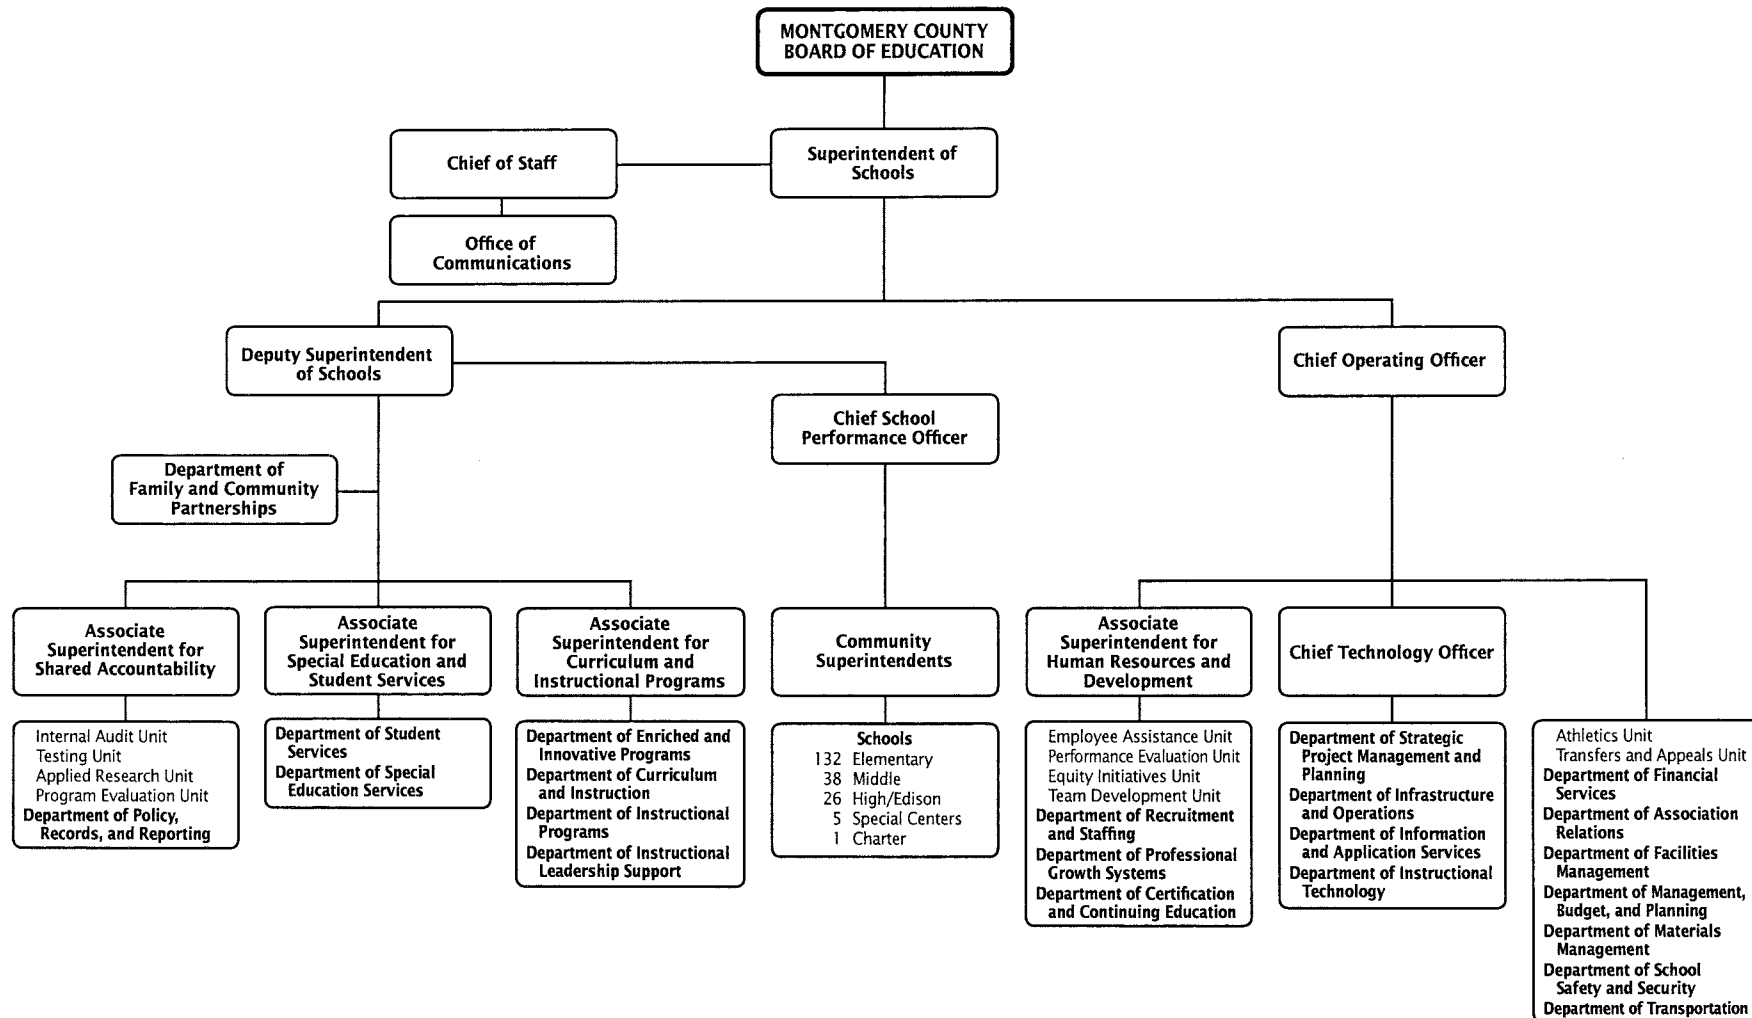 MONTGOMERY COUNTY
BOARD OF EDUCATION
Chief of Staff
Superintendent of
Schools
Office of
Communications
Deputy Superintendent
of Schools
Chief Operating Officer
Chief School
Performance Officer
Department of
Family and Community
Partnerships
Associate
Superintendent for
Shared Accountability
Associate
Superintendent for
Special Education and
Student Services
Associate
Superintendent for
Curriculum and
Instructional Programs
Community
Superintendents
Associate
Superintendent for
Human Resources and
Development
Chief Technology Officer
Internal Audit Unit
Testing Unit
Applied Research Unit
Program Evaluation Unit
Department of Policy,
Records, and Reporting
Department of Student
Services
Department of Special
Education Services
Department of Enriched and
Innovative Programs
Department of Curriculum
and Instruction
Department of Instructional
Programs
Department of Instructional
Leadership Support
Schools
132 Elementary
38 Middle
26 High/Edison
5 Special Centers
1 Charter
Employee Assistance Unit
Performance Evaluation Unit
Equity Initiatives Unit
Team Development Unit
Department of Recruitment
and Staffing
Department of Professional
Growth Systems
Department of Certification
and Continuing Education
Department of Strategic
Project Management and
Planning
Department of Infrastructure
and Operations
Department of Information
and Application Services
Department of Instructional
Technology
Athletics Unit
Transfers and Appeals Unit
Department of Financial
Services
Department of Association
Relations
Department of Facilities
Management
Department of Management,
Budget, and Planning
Department of Materials
Management
Department of School
Safety and Security
Department of Transportation